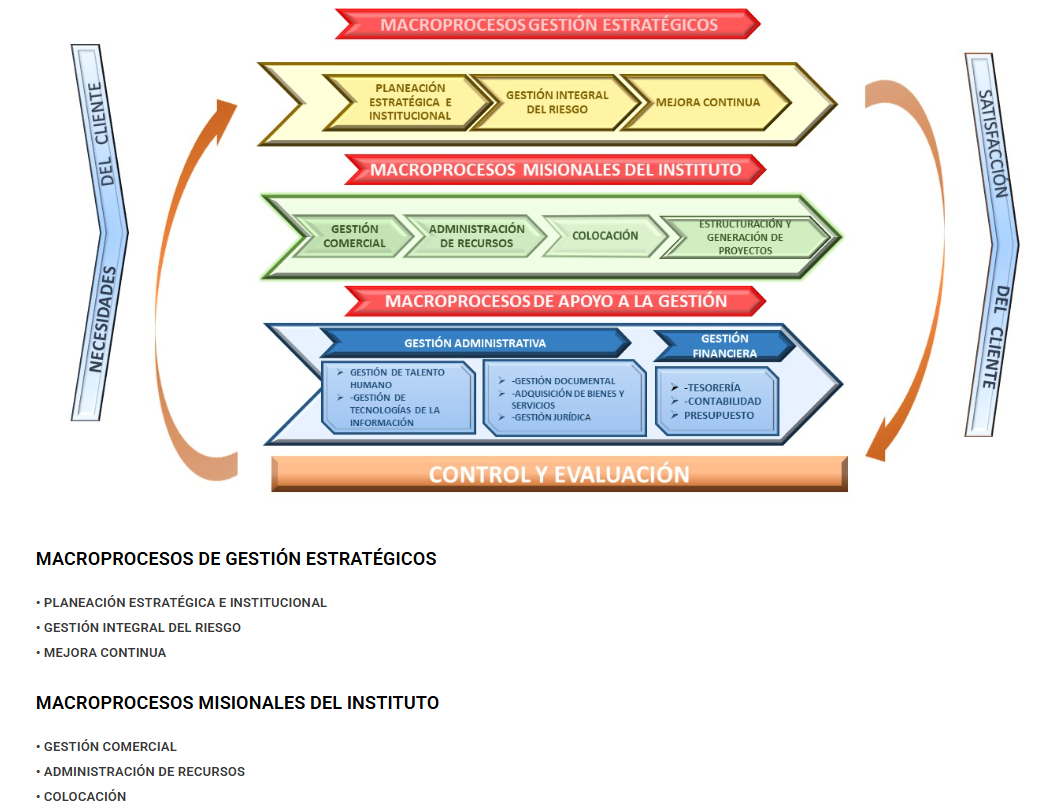 MACROPROCESOS GESTIÓN ESTRATÉGICOS
NECESIDADES DEL CLIENTE
PLANEACIÓN
ESTRATÉGICA E
INSTITUCIONAL
GESTIÓN INTEGRAL
DEL RIESGO
MEJORA CONTINUA
SATISFACCIÓN DEL CLIENTE
MACROPROCESOS MISIONALES DEL INSTITUTO
GESTIÓN
COMERCIAL
ADMINISTRACIÓN
DE RECURSOS
COLOCACIÓN
ESTRUCTURACIÓN Y
GENERACIÓN DE
PROYECTOS
MACROPROCESOS DE APOYO A LA GESTIÓN
GESTIÓN ADMINISTRATIVA
GESTIÓN DE TALENTO
HUMANO
-GESTIÓN DE
TECNOLOGÍAS DE LA
INFORMACIÓN
-GESTIÓN DOCUMENTAL
-ADQUISICIÓN DE BIENES Y
SERVICIOS
-GESTIÓN JURÍDICA
GESTIÓN
FINANCIERA
-TESORERÍA
-CONTABILIDAD
PRESUPUESTO
CONTROL Y EVALUACIÓN
MACROPROCESOS DE GESTIÓN ESTRATÉGICOS
• PLANEACIÓN ESTRATÉGICA E INSTITUCIONAL
• GESTIÓN INTEGRAL DEL RIESGO
• MEJORA CONTINUA
MACROPROCESOS MISIONALES DEL INSTITUTO
• GESTIÓN COMERCIAL
• ADMINISTRACIÓN DE RECURSOS
• COLOCACIÓN